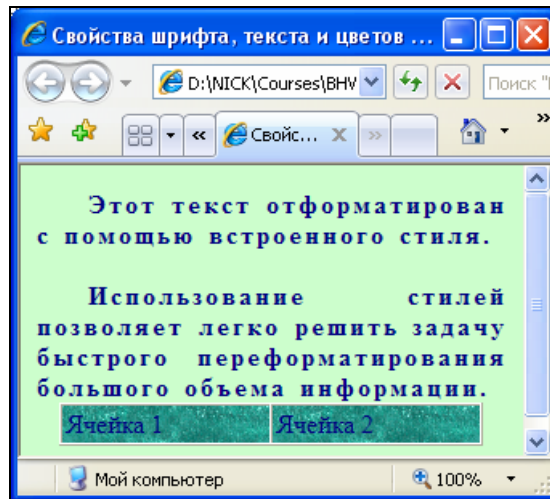 Свойства шрифта, текста и цветов ...
D:\NICK\Courses\BHV
Поиск "
Свойс...
Этот текст отформатирован
с помощью встроенного стиля.
Использование стилей
позволяет легко решить задачу
быстрого переформатирования
большого объема информации.
Ячейка 1 Ячейка 2
Мой компьютер 100%